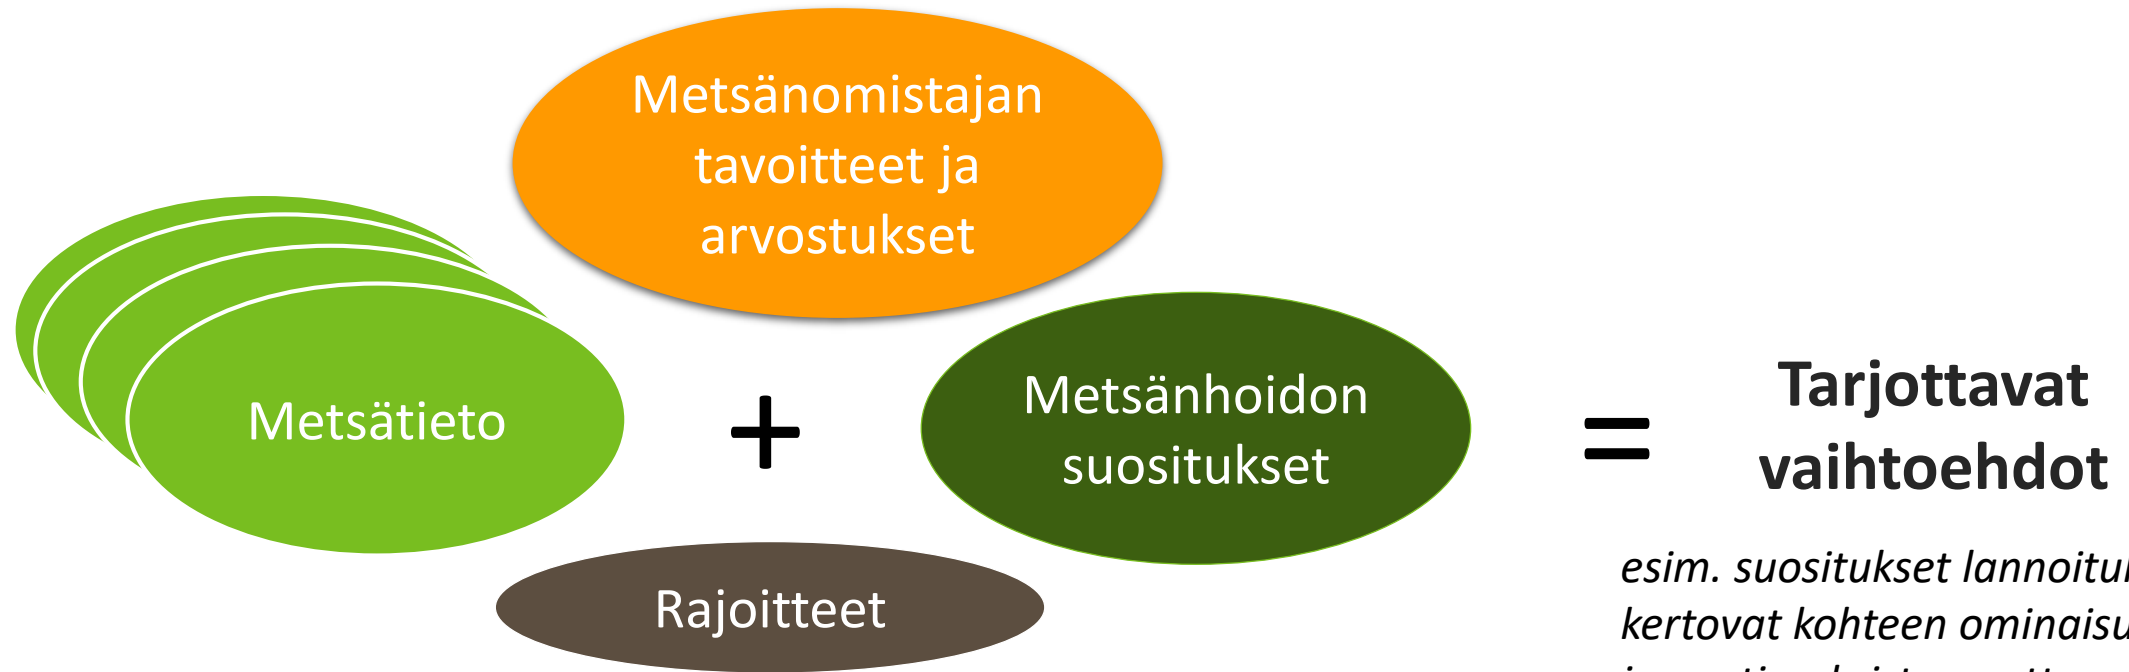 Metsänomistajan
tavoitteet ja
arvostukset
Metsätieto
+
Metsänhoidon
suositukset
=
Tarjottavat
vaihtoehdot
Rajoitteet
esim. suositukset
kertovat kohteen